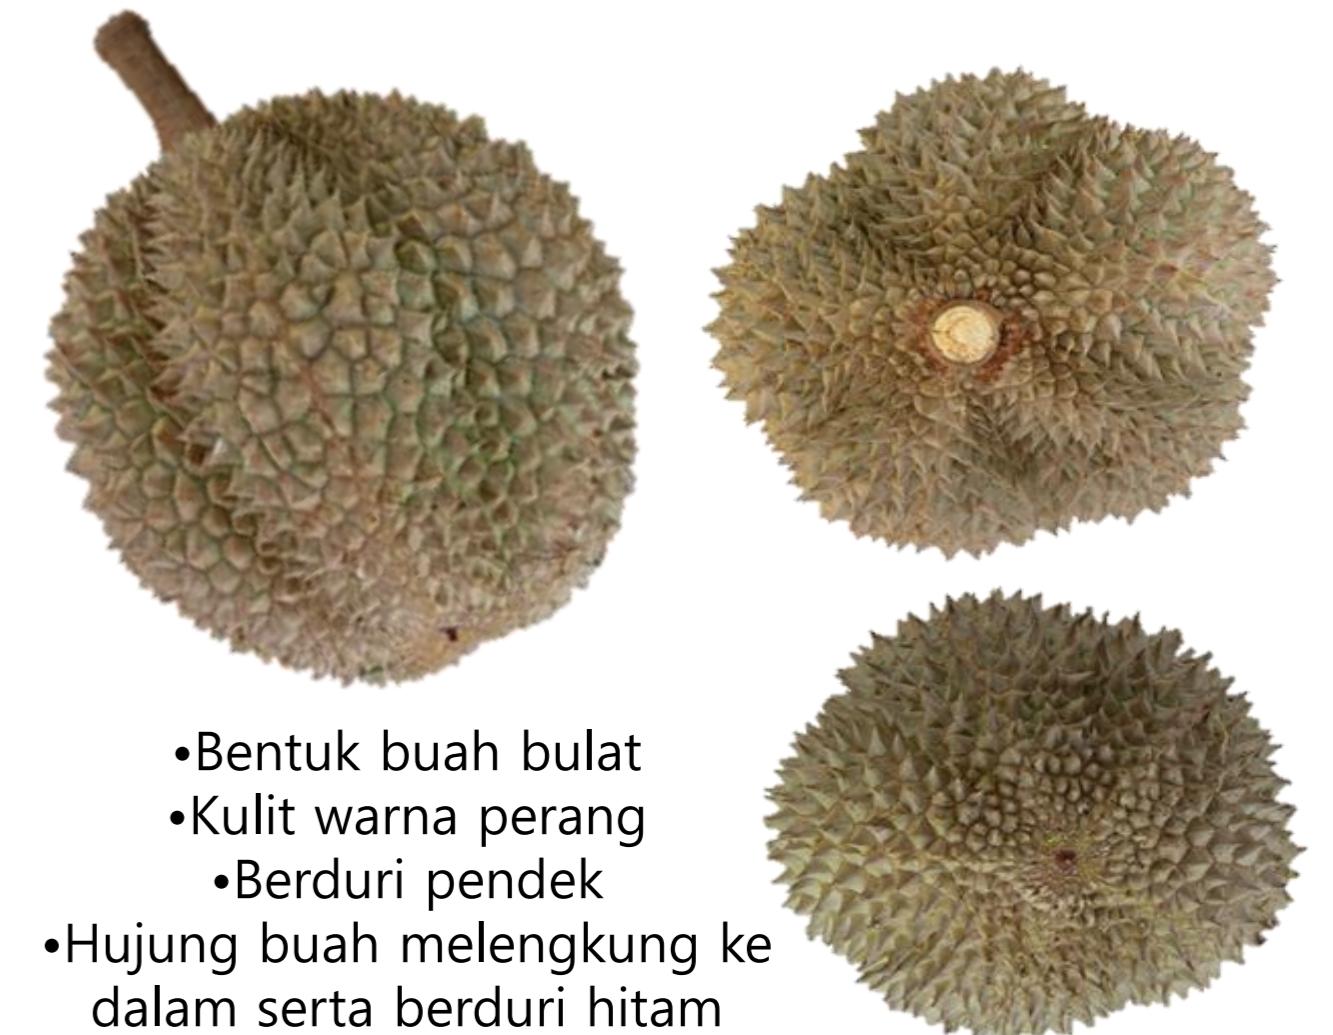 •Bentuk buah bulat
•Kulit warna perang
•Berduri pendek
•Hujung buah melengkung ke
dalam serta berduri hitam